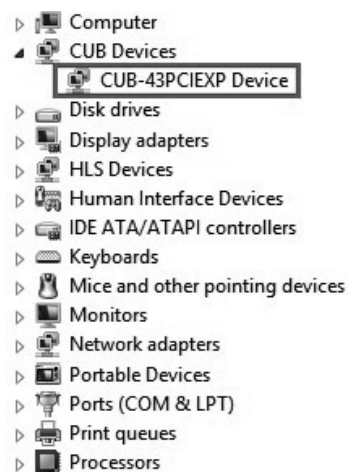 Computer
CUB Devices
CUB-43PCIEXP Device
Disk drives
Display adapters
HLS Devices
Human Interface Devices
IDE ATA/ATAPI controllers
Keyboards
Mice and other pointing devices
Monitors
Network adapters
Portable Devices
Ports (COM & LPT)
Print queues
Processors